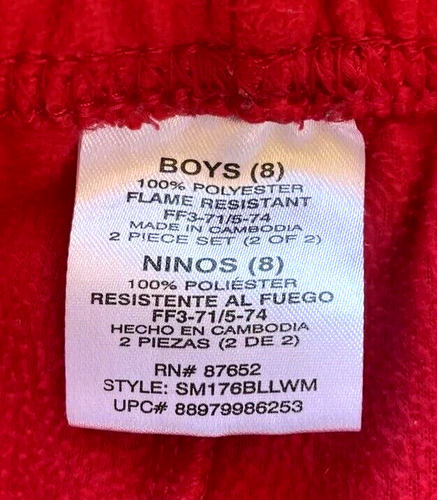 BOYS (8)
100% POLYESTER
FLAME RESISTANT
FF3-71/5-74
MADE IN CAMBODIA
2 PIECE SET (2 OF 2)
NINOS (8)
100% POLIÉSTER
RESISTENTE AL FUEGO
FF3-71/5-74
HECHO EN CAMBODIA
2 PIEZAS (2 DE 2)
RN# 87652
STYLE: SM176BLLWM
UPC# 88979986253